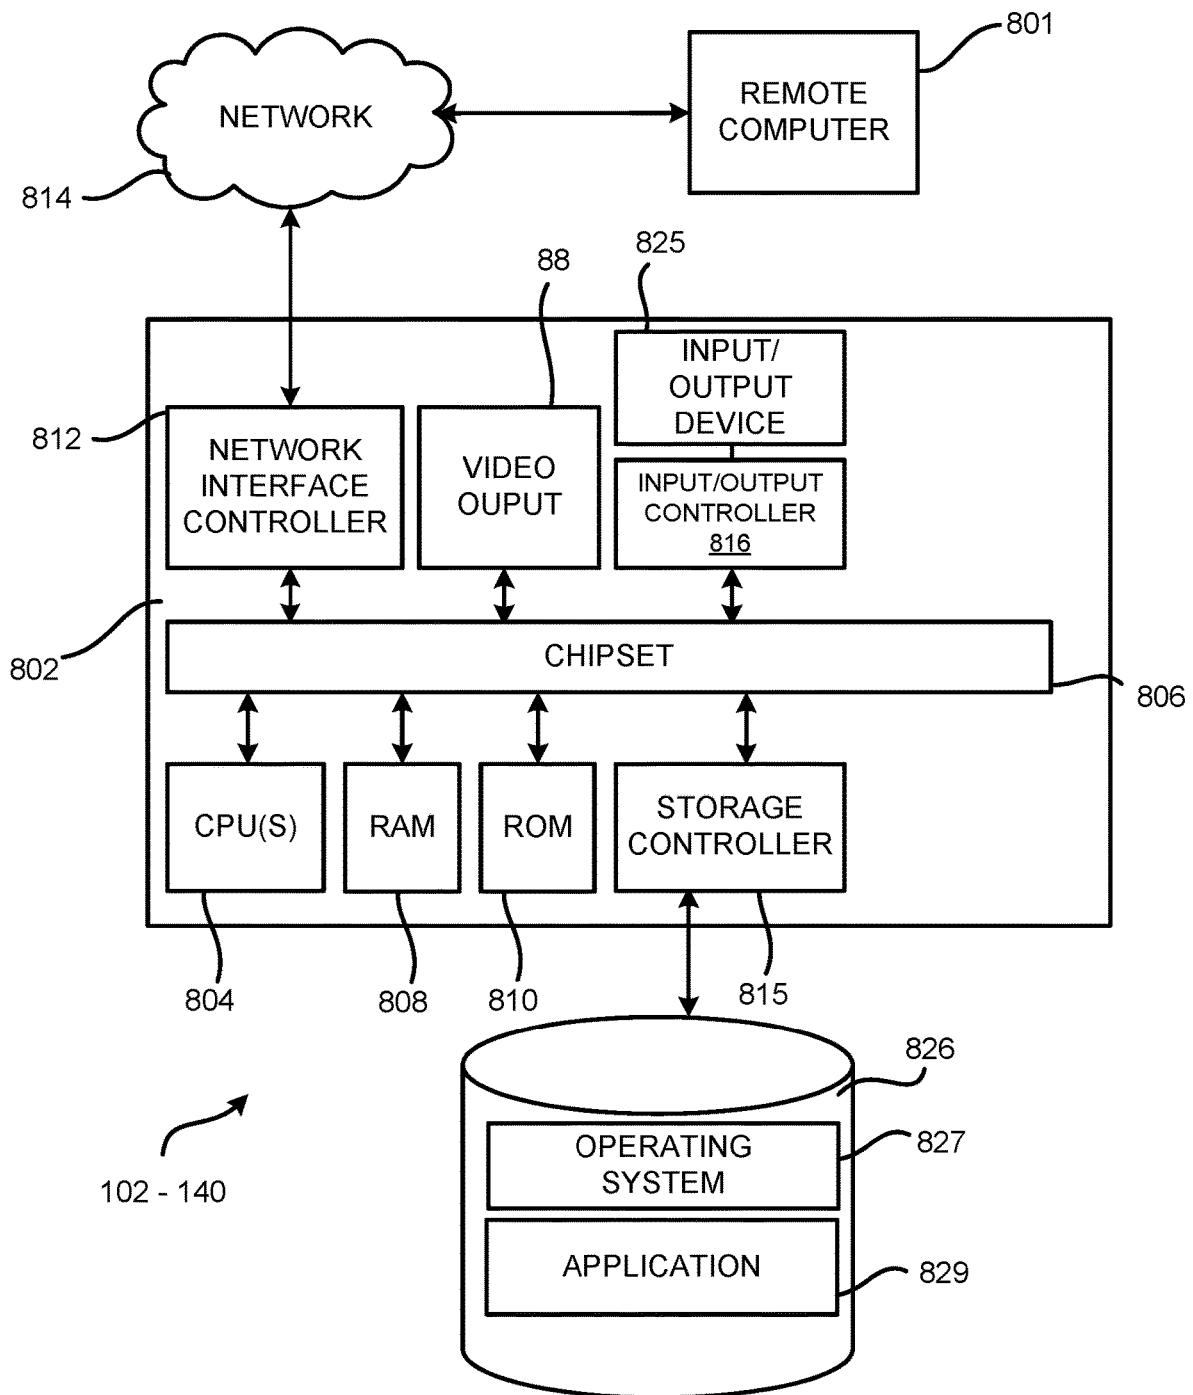 801
NETWORK
REMOTE
COMPUTER
814
825
88
INPUT/
OUTPUT
DEVICE
812
NETWORK
INTERFACE
CONTROLLER
VIDEO
OUPUT
INPUT/OUTPUT
CONTROLLER
816
802
CHIPSET
806
CPU(S)
RAM
ROM
STORAGE
CONTROLLER
804
808
810
815
826
OPERATING
SYSTEM
827
102 - 140
APPLICATION
829